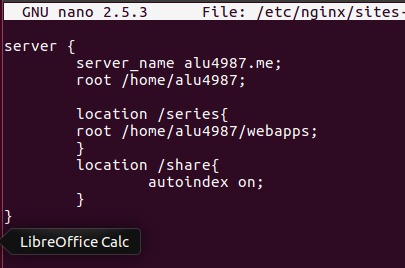 GNU nano 2.5.3 File: /etc/nginx/sites-
server {
server_name alu4987.me;
root /home/alu4987;
location /series{
root /home/alu4987/webapps;
}
location /share{
autoindex on;
}
}
LibreOffice Calc